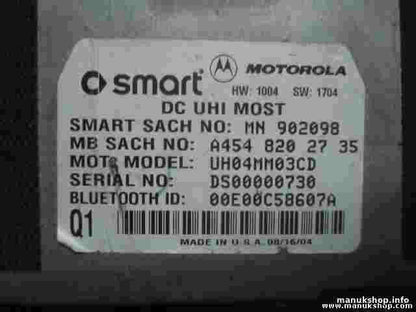 smart MOTOROLA
HW: 1004 SW: 1704
DC UHI MOST
SMART SACH NO: MN 902098
MB SACH NO: A454 820 27 35
MOTO MODEL: UH04MM03CD
SERIAL NO: DS00000730
BLUETOOTH ID: 00E00C58607A
Q1
MADE IN U.S.A. 08/16/04
manukshop.info
www.manukshop.com